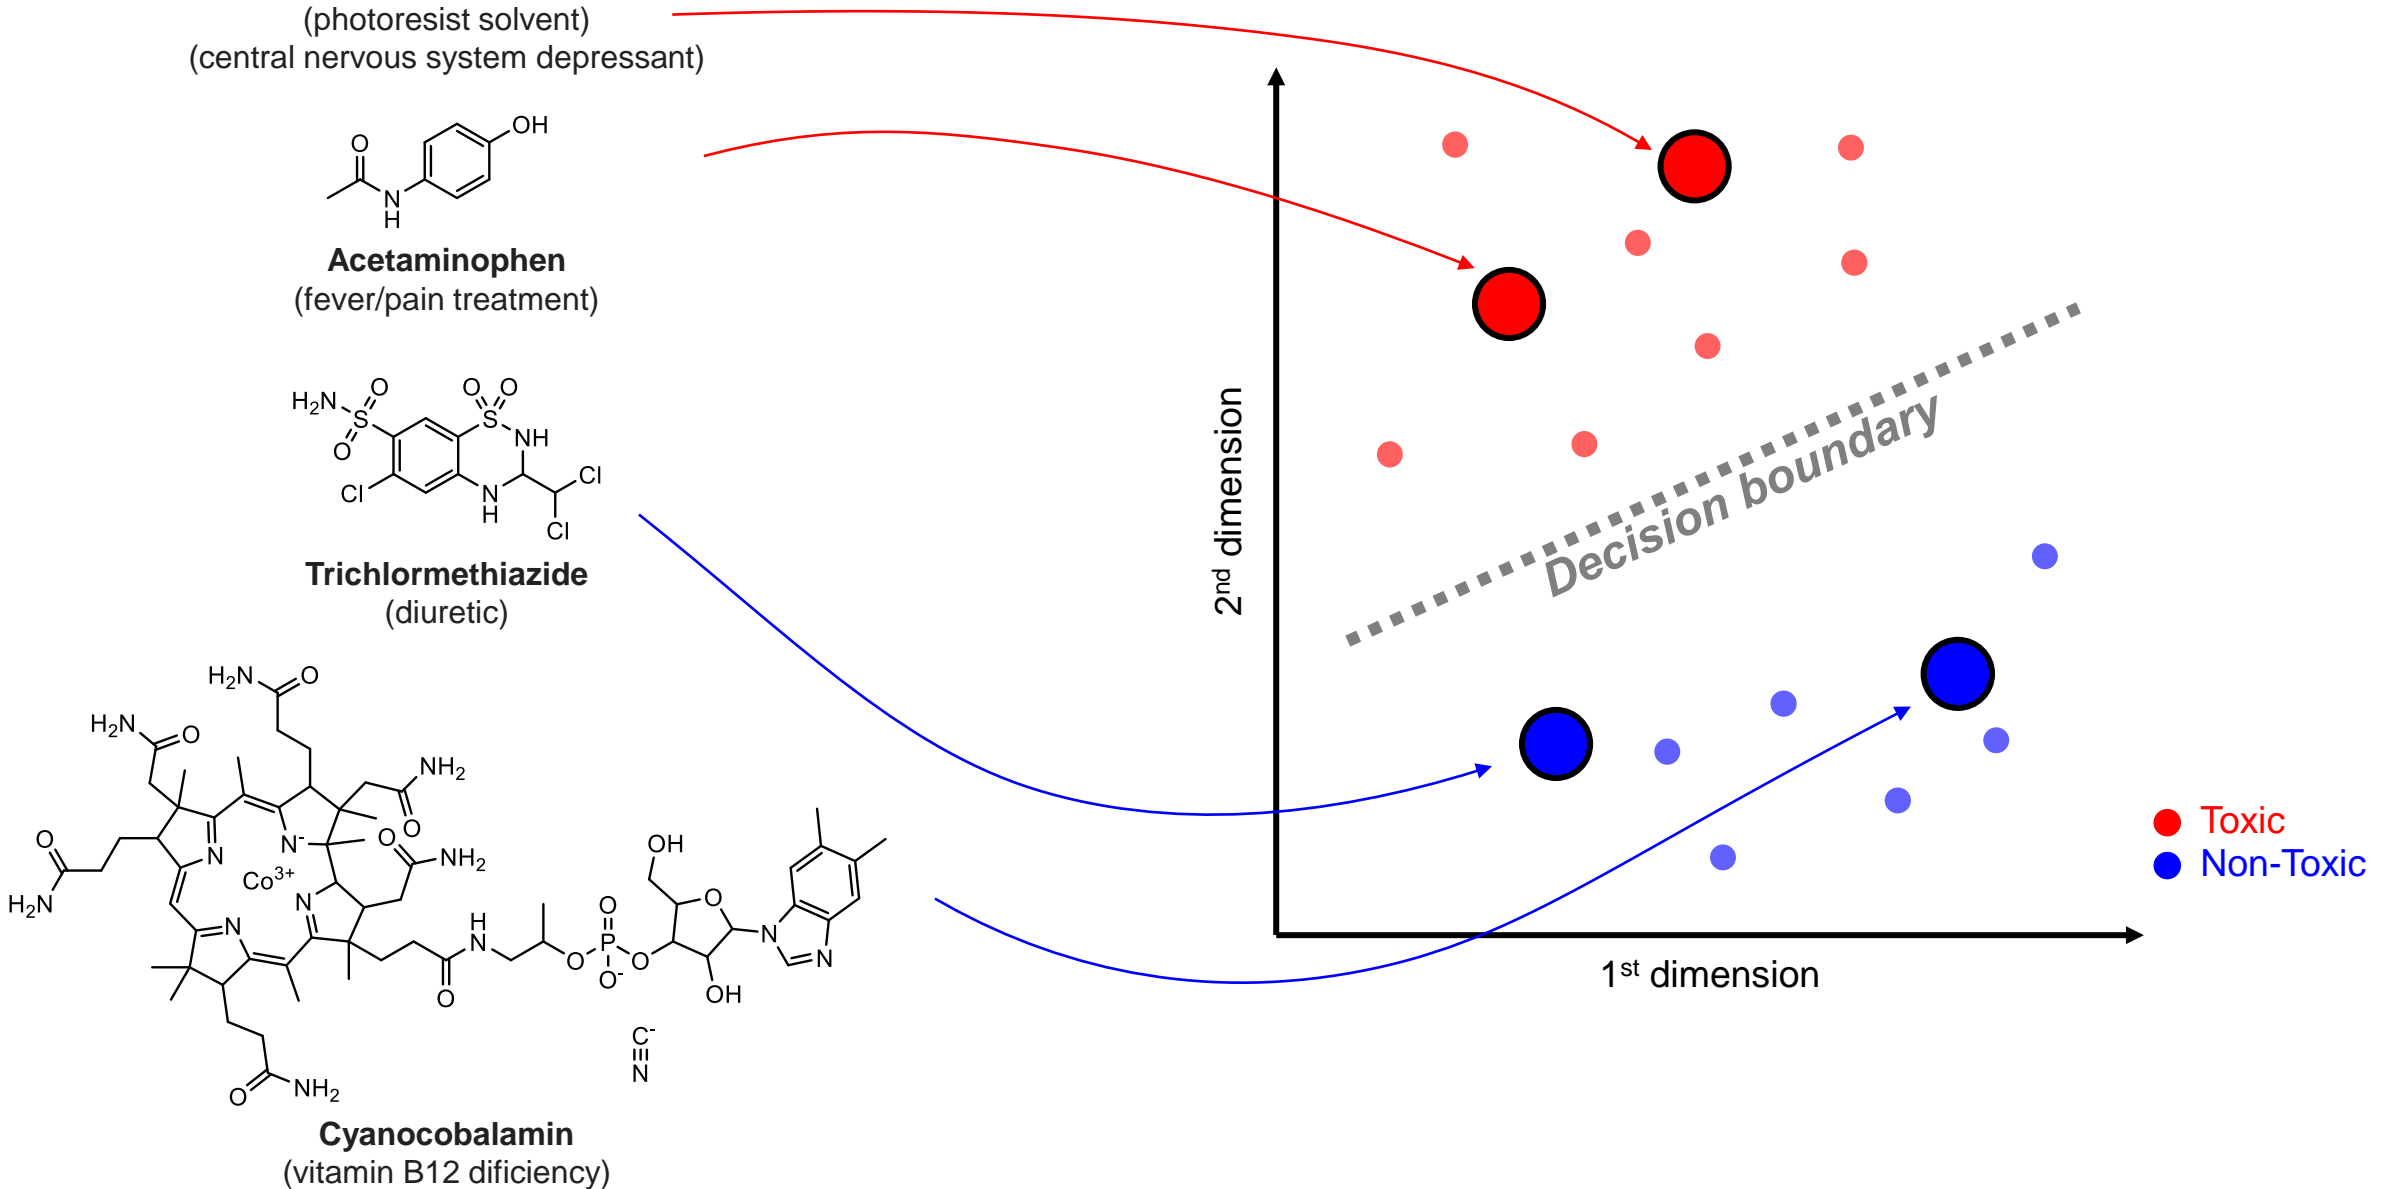 (photoresist solvent)
(central nervous system depressant)
OH
O
N
H
Acetaminophen
(fever/pain treatment)
H2N
O
S
O
O
O
S
NH
Cl
N
H
Cl
Cl
Trichlormethiazide
(diuretic)
H2N
O
H2N
O
NH2
O
O
NH2
O
H2N
N
N-
Co3+
N
N
H
N
O
O
O
P
O-
O
OH
O
OH
N
N
C-
N
O
NH2
Cyanocobalamin
(vitamin B12 dificiency)
2nd dimension
Decision boundary
1st dimension
Toxic
Non-Toxic